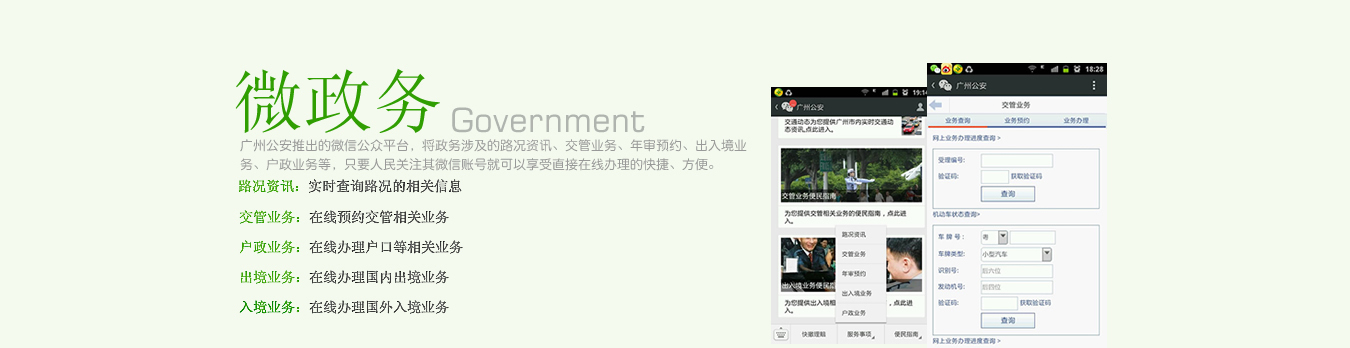 微政务 Government
广州公安推出的微信公众平台，将政务涉及的路况资讯、交管业务、年审预约、出入境业
务、户政业务等，只要人民关注其微信账号就可以享受直接在线办理的快捷、方便。
路况资讯：实时查询路况的相关信息
交管业务：在线预约交管相关业务
户政业务：在线办理户口等相关业务
出境业务：在线办理国内出境业务
入境业务：在线办理国外入境业务
19:14
广州公安
交通动态为您提供广州市内实时交通动
态资讯,点此进入。
交管业务便民指南
为您提供交管相关业务的便民指南，点此进
入。
出入境业务便民
为您提供出入境相
点此进
入。
路况资讯
交管业务
年审预约
出入境业务
户政业务
快撤理赔
服务事项
便民指南
18:28
广州公安
交管业务
业务查询
业务预约
业务办理
网上业务办理进度查询 >
受理编号:
验证码: 获取验证码
查询
机动车状态查询>
车 牌 号: 粤
车牌类型: 小型汽车
识别号: 后六位
发动机号: 后四位
验证码: 获取验证码
查询
网上业务办理进度查询 >